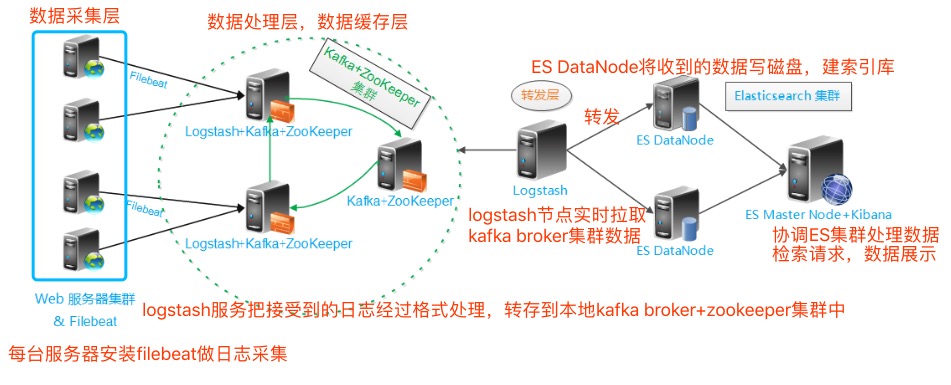 数据采集层
数据处理层，数据缓存层
Filebeat
Kafka+ZooKeeper
集群
Logstash+Kafka+ZooKeeper
Kafka+ZooKeeper
Filebeat
Logstash+Kafka+ZooKeeper
Web 服务器集群
& Filebeat
logstash服务把接受到的日志经过格式处理，转存到本地kafka broker+zookeeper集群中
每台服务器安装filebeat做日志采集
ES DataNode将收到的数据写磁盘，建索引库
转发层
转发
Elasticsearch 集群
ES DataNode
Logstash
logstash节点实时拉取
kafka broker集群数据
ES DataNode
ES Master Node+Kibana
协调ES集群处理数据
检索请求，数据展示